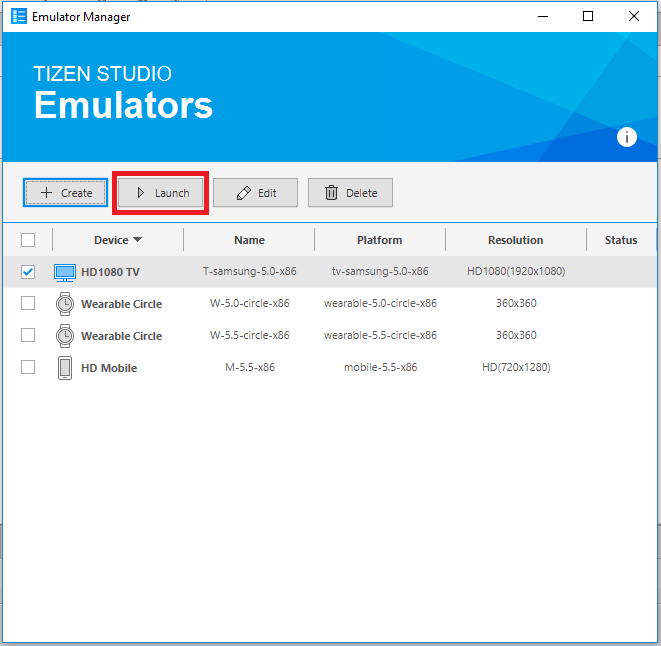 Emulator Manager
TIZEN STUDIO
Emulators
i
Create Launch Edit Delete
Device Name Platform Resolution Status
HD1080 TV T-samsung-5.0-x86 tv-samsung-5.0-x86 HD1080(1920x1080)
Wearable Circle W-5.0-circle-x86 wearable-5.0-circle-x86 360x360
Wearable Circle W-5.5-circle-x86 wearable-5.5-circle-x86 360x360
HD Mobile M-5.5-x86 mobile-5.5-x86 HD(720x1280)